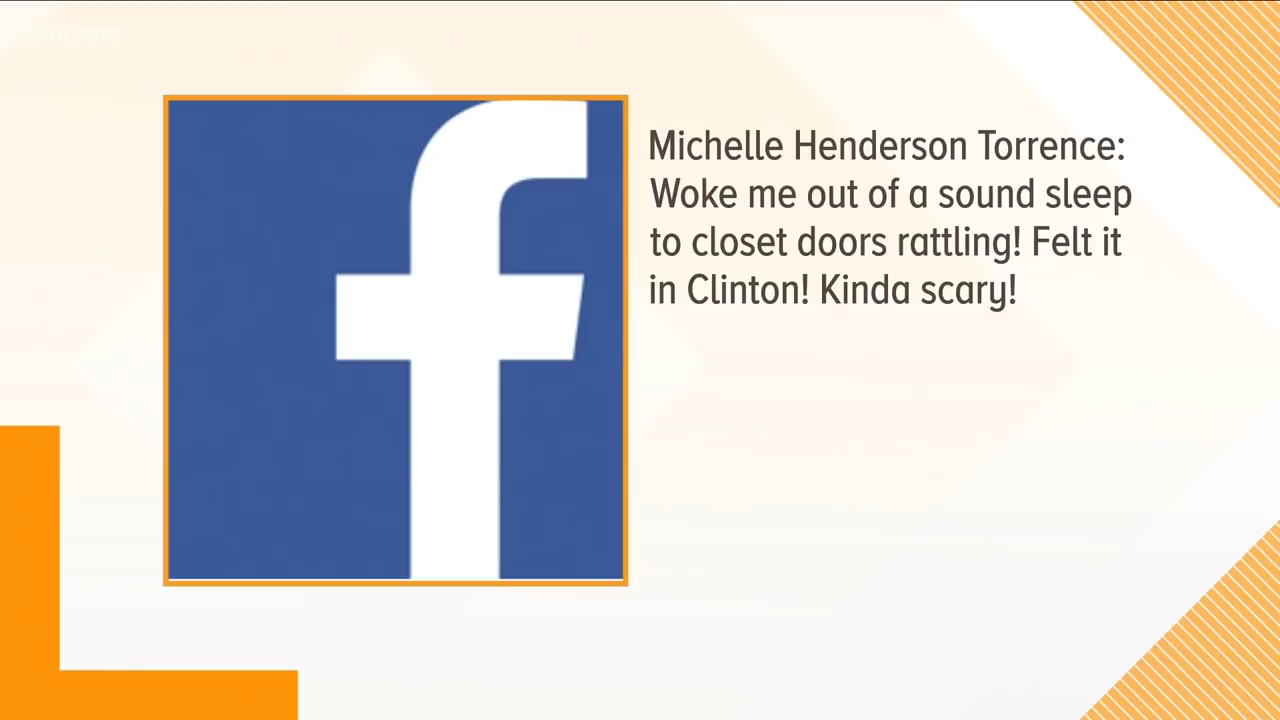 Michelle Henderson Torrence:
Woke me out of a sound sleep
to closet doors rattling! Felt it
in Clinton! Kinda scary!